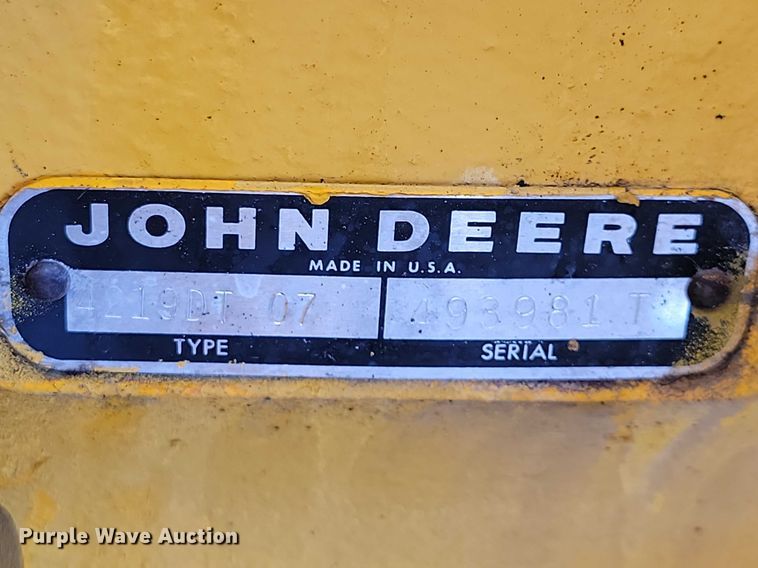 JOHN DEERE
MADE IN U.S.A.
4219DT 07 493981 T
TYPE SERIAL
Purple Wave Auction